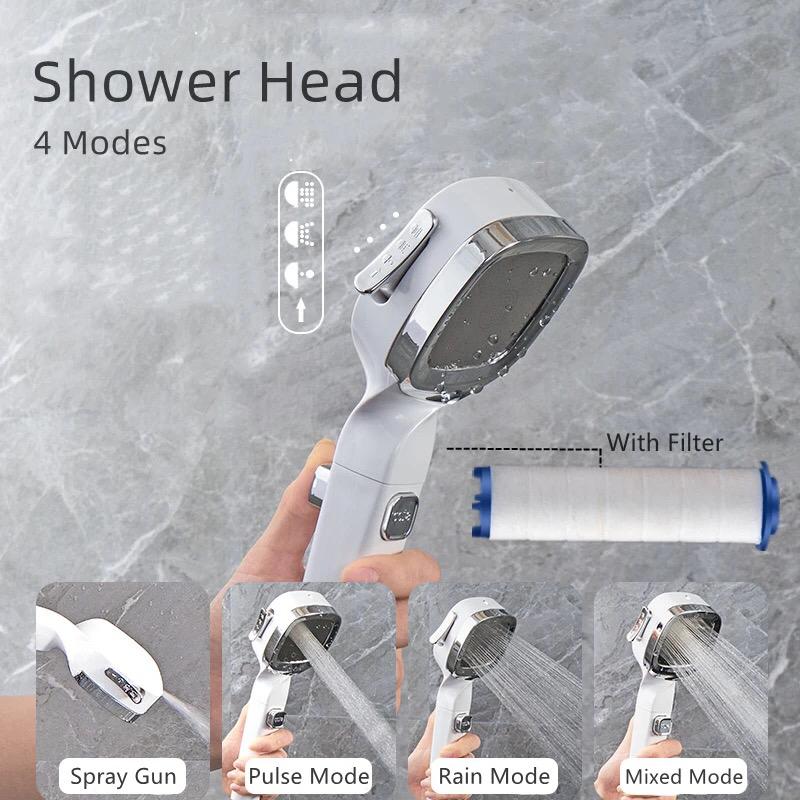 Shower Head
4 Modes
With Filter
Spray Gun
Pulse Mode
Rain Mode
Mixed Mode